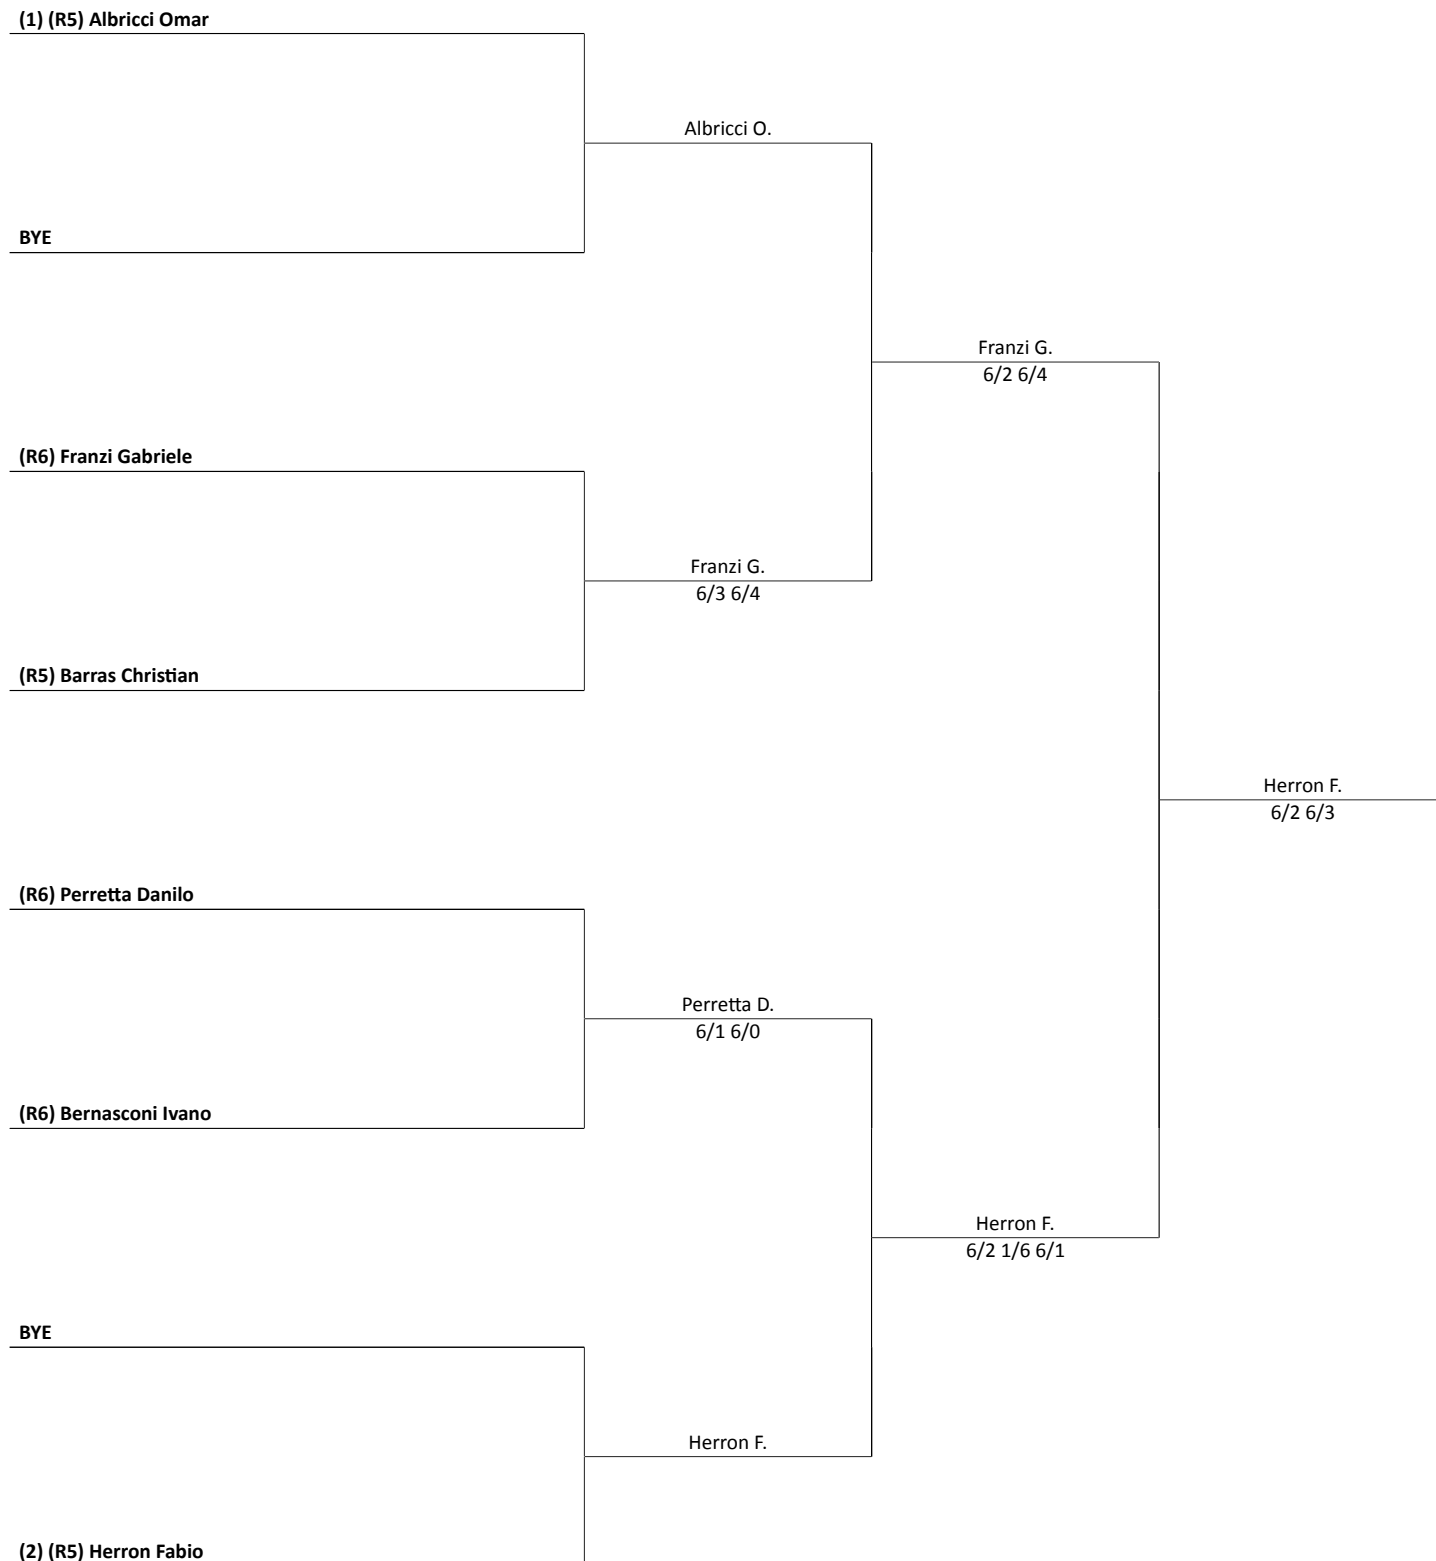 (1) (R5) Albricci Omar
Albricci O.
BYE
Franzi G.
6/2 6/4
(R6) Franzi Gabriele
Franzi G.
6/3 6/4
(R5) Barras Christian
Herron F.
6/2 6/3
(R6) Perretta Danilo
Perretta D.
6/1 6/0
(R6) Bernasconi Ivano
Herron F.
6/2 1/6 6/1
BYE
Herron F.
(2) (R5) Herron Fabio